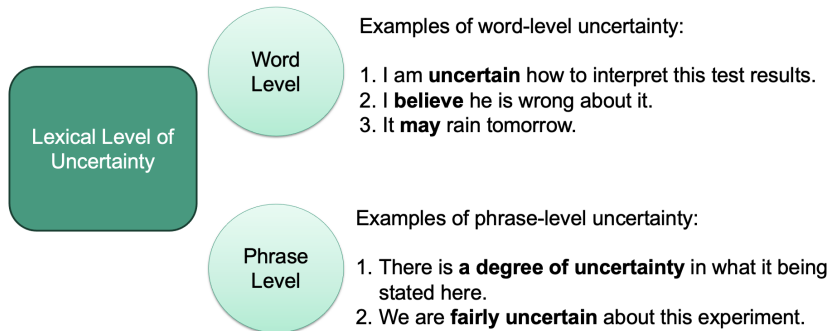 Lexical Level of
Uncertainty
Word
Level
Examples of word-level uncertainty:
1. I am uncertain how to interpret this test results.
2. I believe he is wrong about it.
3. It may rain tomorrow.
Phrase
Level
Examples of phrase-level uncertainty:
1. There is a degree of uncertainty in what it being
stated here.
2. We are fairly uncertain about this experiment.